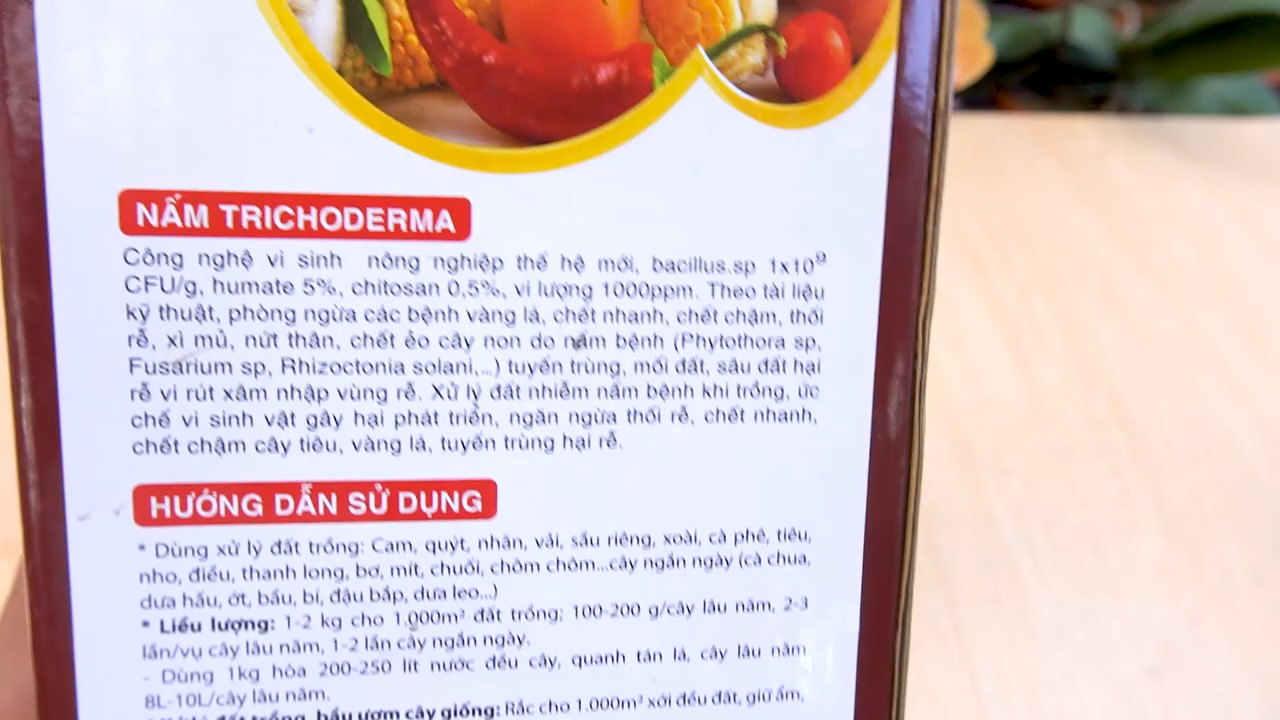 NẤM TRICHODERMA
Công nghệ vi sinh nông nghiệp thế hệ mới, bacillus.sp 1x10⁹
CFU/g, humate 5%, chitosan 0,5%, vi lượng 1000ppm. Theo tài liệu
kỹ thuật, phòng ngừa các bệnh vàng lá, chết nhanh, chết chậm, thối
rễ, xì mủ, nứt thân, chết ẻo cây non do nấm bệnh (Phytothora sp,
Fusarium sp, Rhizoctonia solani,...) tuyến trùng, mối đất, sâu đất hại
rễ vi rút xâm nhập vùng rễ. Xử lý đất nhiễm nấm bệnh khi trồng, ức
chế vi sinh vật gây hại phát triển, ngăn ngừa thối rễ, chết nhanh,
chết chậm cây tiêu, vàng lá, tuyến trùng hại rễ.
HƯỚNG DẪN SỬ DỤNG
* Dùng xử lý đất trồng: Cam, quýt, nhãn, vải, sầu riêng, xoài, cà phê, tiêu,
nho, điều, thanh long, bơ, mít, chuối, chôm chôm...cây ngắn ngày (cà chua,
dưa hấu, ớt, bầu, bí, đậu bắp, dưa leo...)
* Liều lượng: 1-2 kg cho 1.000m² đất trồng; 100-200 g/cây lâu năm, 2-3
lần/vụ cây lâu năm, 1-2 lần cây ngắn ngày.
- Dùng 1kg hòa 200-250 lít nước đều cây, quanh tán lá, cây lâu năm
8L-10L/cây lâu năm.
đất trồng, bầu ươm cây giống: Rắc cho 1.000m² xới đều đất, giữ ẩm,